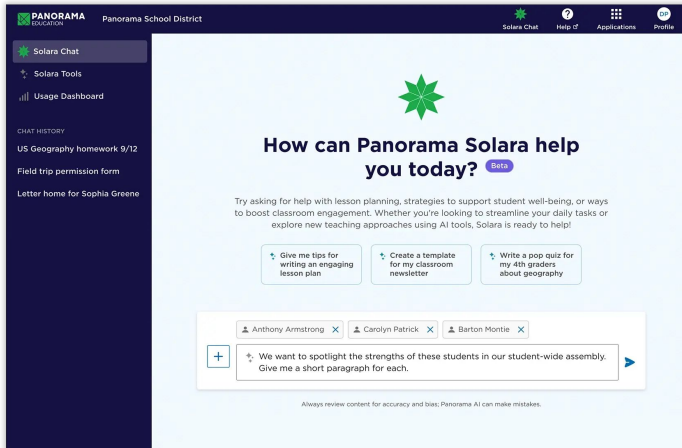 PANORAMA
EDUCATION
Panorama School District
Solara Chat
Help
Applications
DP
Profile
Solara Chat
Solara Tools
Usage Dashboard
CHAT HISTORY
US Geography homework 9/12
Field trip permission form
Letter home for Sophia Greene
How can Panorama Solara help
you today? Beta
Try asking for help with lesson planning, strategies to support student well-being, or ways
to boost classroom engagement. Whether you're looking to streamline your daily tasks or
explore new teaching approaches using AI tools, Solara is ready to help!
Give me tips for
writing an engaging
lesson plan
Create a template
for my classroom
newsletter
Write a pop quiz for
my 4th graders
about geography
Anthony Armstrong
Carolyn Patrick
Barton Montie
We want to spotlight the strengths of these students in our student-wide assembly.
Give me a short paragraph for each.
Always review content for accuracy and bias; Panorama AI can make mistakes.